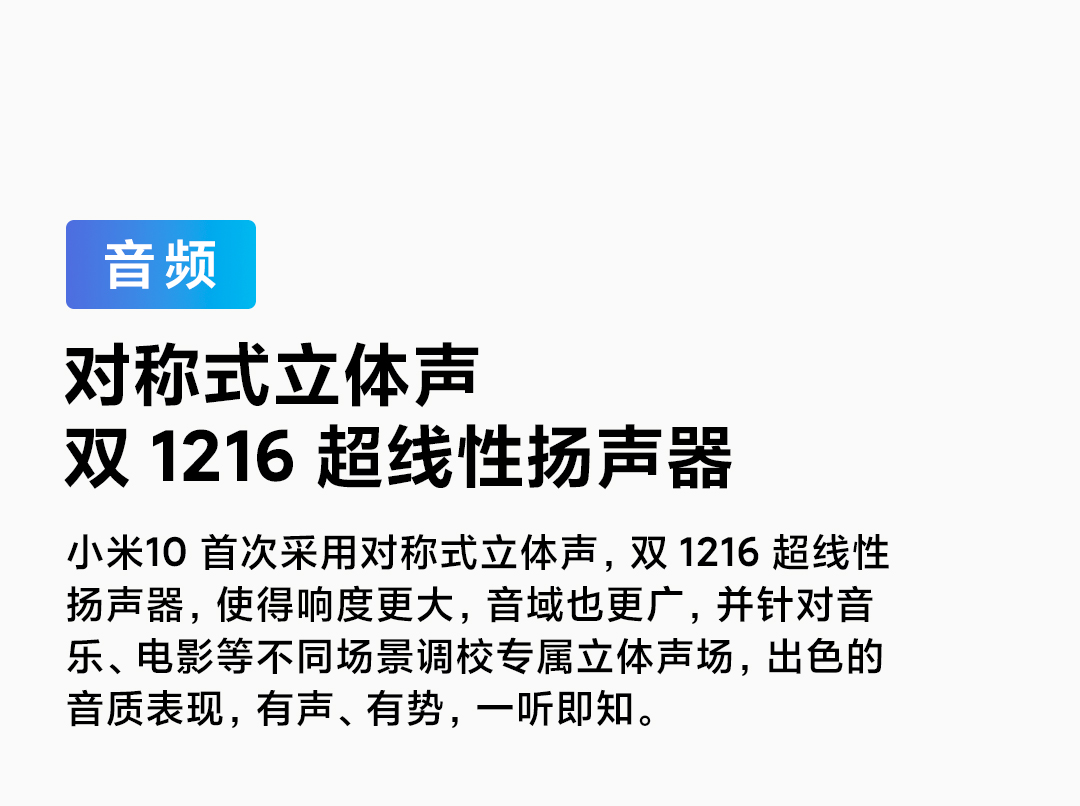 音频
对称式立体声
双 1216 超线性扬声器
小米10 首次采用对称式立体声，双 1216 超线性
扬声器，使得响度更大，音域也更广，并针对音
乐、电影等不同场景调校专属立体声场，出色的
音质表现，有声、有势，一听即知。